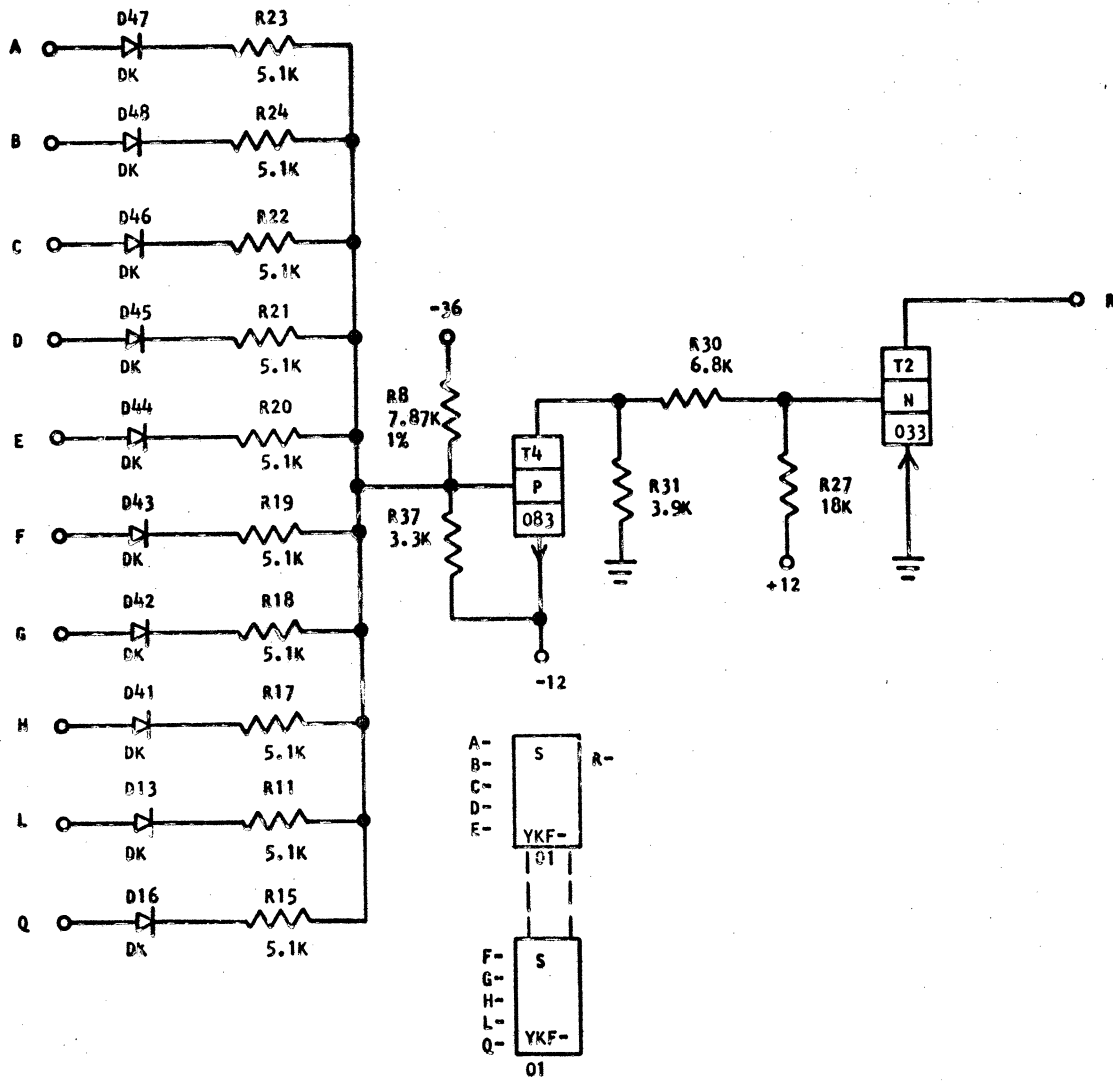 D47 R23
A
DK 5.1K
D48 R24
B
DK 5.1K
D46 R22
C
DK 5.1K
D45 R21
D
DK 5.1K
D44 R20
E
DK 5.1K
D43 R19
F
DK 5.1K
D42 R18
G
DK 5.1K
D41 R17
H
DK 5.1K
D13 R11
L
DK 5.1K
D16 R15
Q
DK 5.1K
-36
R8
7.87K
1%
R37
3.3K
T4
P
083
-12
R30
6.8K
R31
3.9K
R27
18K
+12
T2
N
033
R
A-
B-
C-
D-
E-
S
YKF-
01
R-
F-
G-
H-
L-
Q-
S
YKF-
01